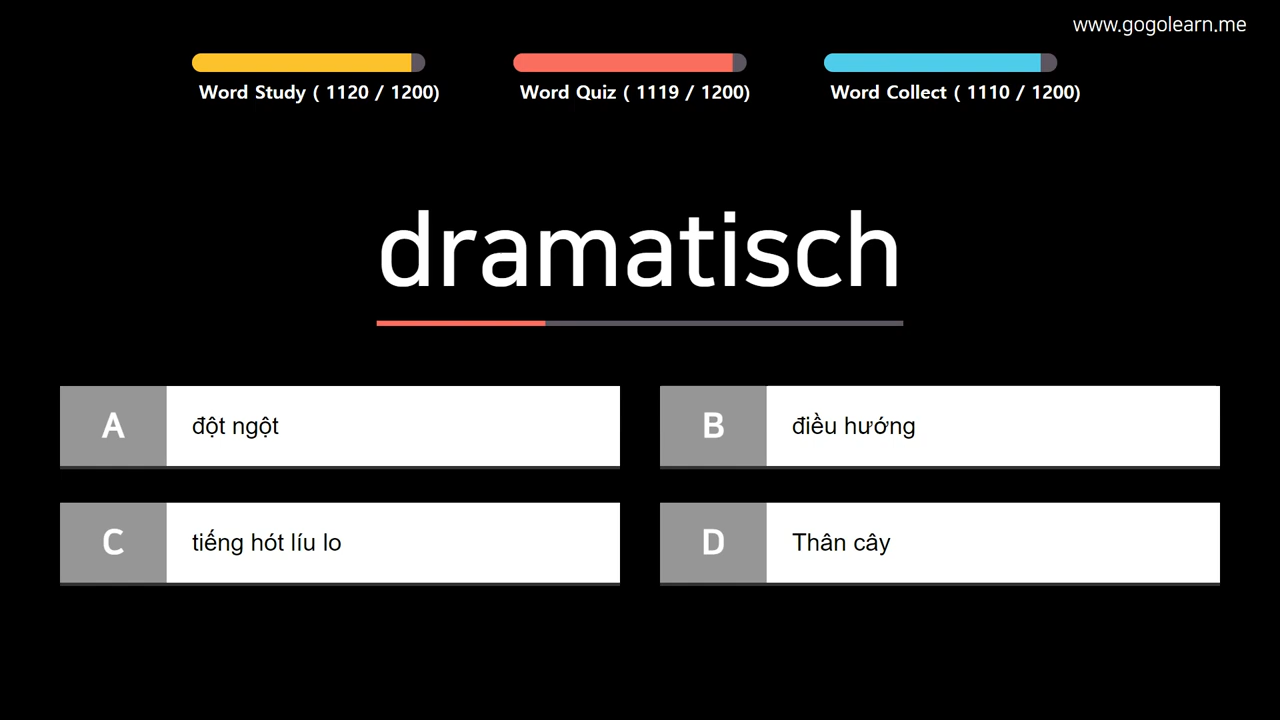 www.gogolearn.me
Word Study ( 1120 / 1200)
Word Quiz ( 1119 / 1200)
Word Collect ( 1110 / 1200)
dramatisch
A
đột ngột
B
điều hướng
C
tiếng hót líu lo
D
Thân cây